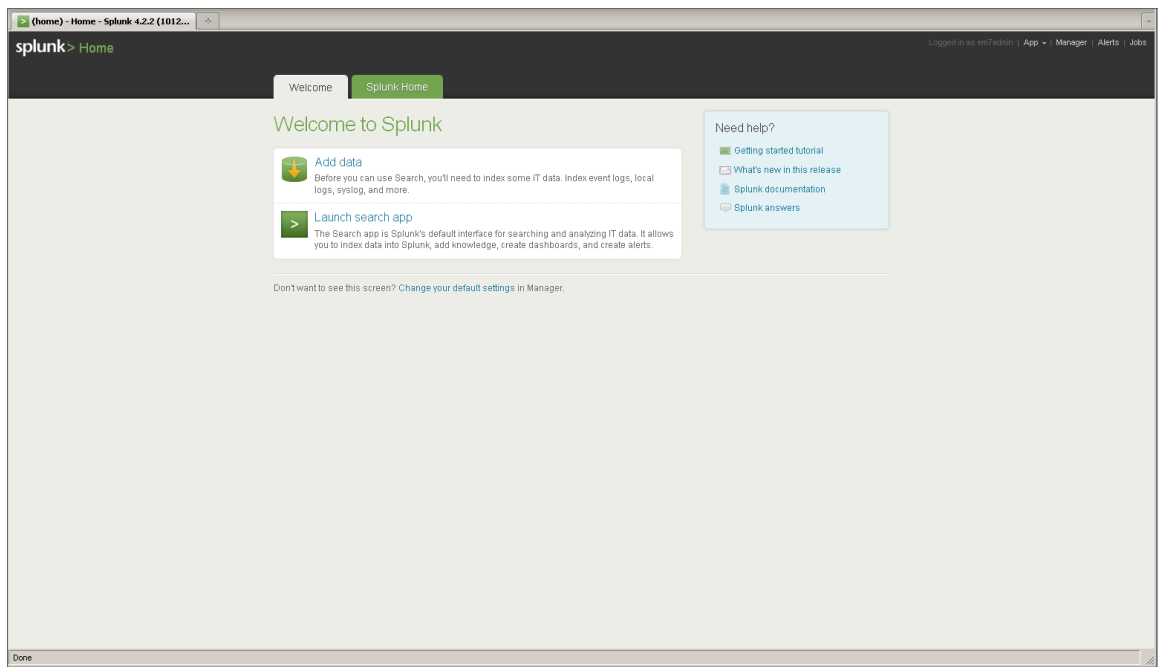 (home) - Home - Splunk 4.2.2 (1012...
splunk> Home
Logged in as em7admin | App | Manager | Alerts | Jobs
Welcome
Splunk Home
Welcome to Splunk
Add data
Before you can use Search, you'll need to index some IT data. Index event logs, local
logs, syslog, and more.
Launch search app
The Search app is Splunk's default interface for searching and analyzing IT data. It allows
you to index data into Splunk, add knowledge, create dashboards, and create alerts.
Need help?
Getting started tutorial
What's new in this release
Splunk documentation
Splunk answers
Don't want to see this screen? Change your default settings in Manager.
Done